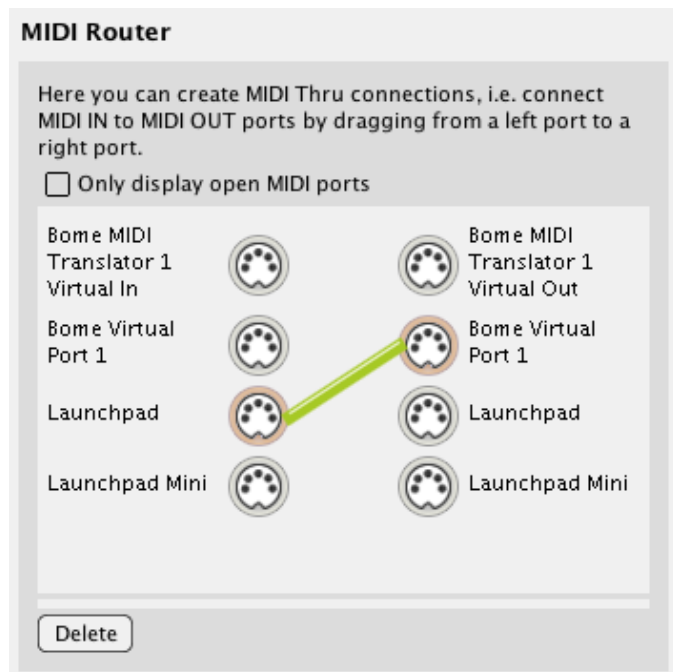 MIDI Router
Here you can create MIDI Thru connections, i.e. connect
MIDI IN to MIDI OUT ports by dragging from a left port to a
right port.
Only display open MIDI ports
Bome MIDI
Translator 1
Virtual In
Bome MIDI
Translator 1
Virtual Out
Bome Virtual
Port 1
Bome Virtual
Port 1
Launchpad
Launchpad
Launchpad Mini
Launchpad Mini
Delete